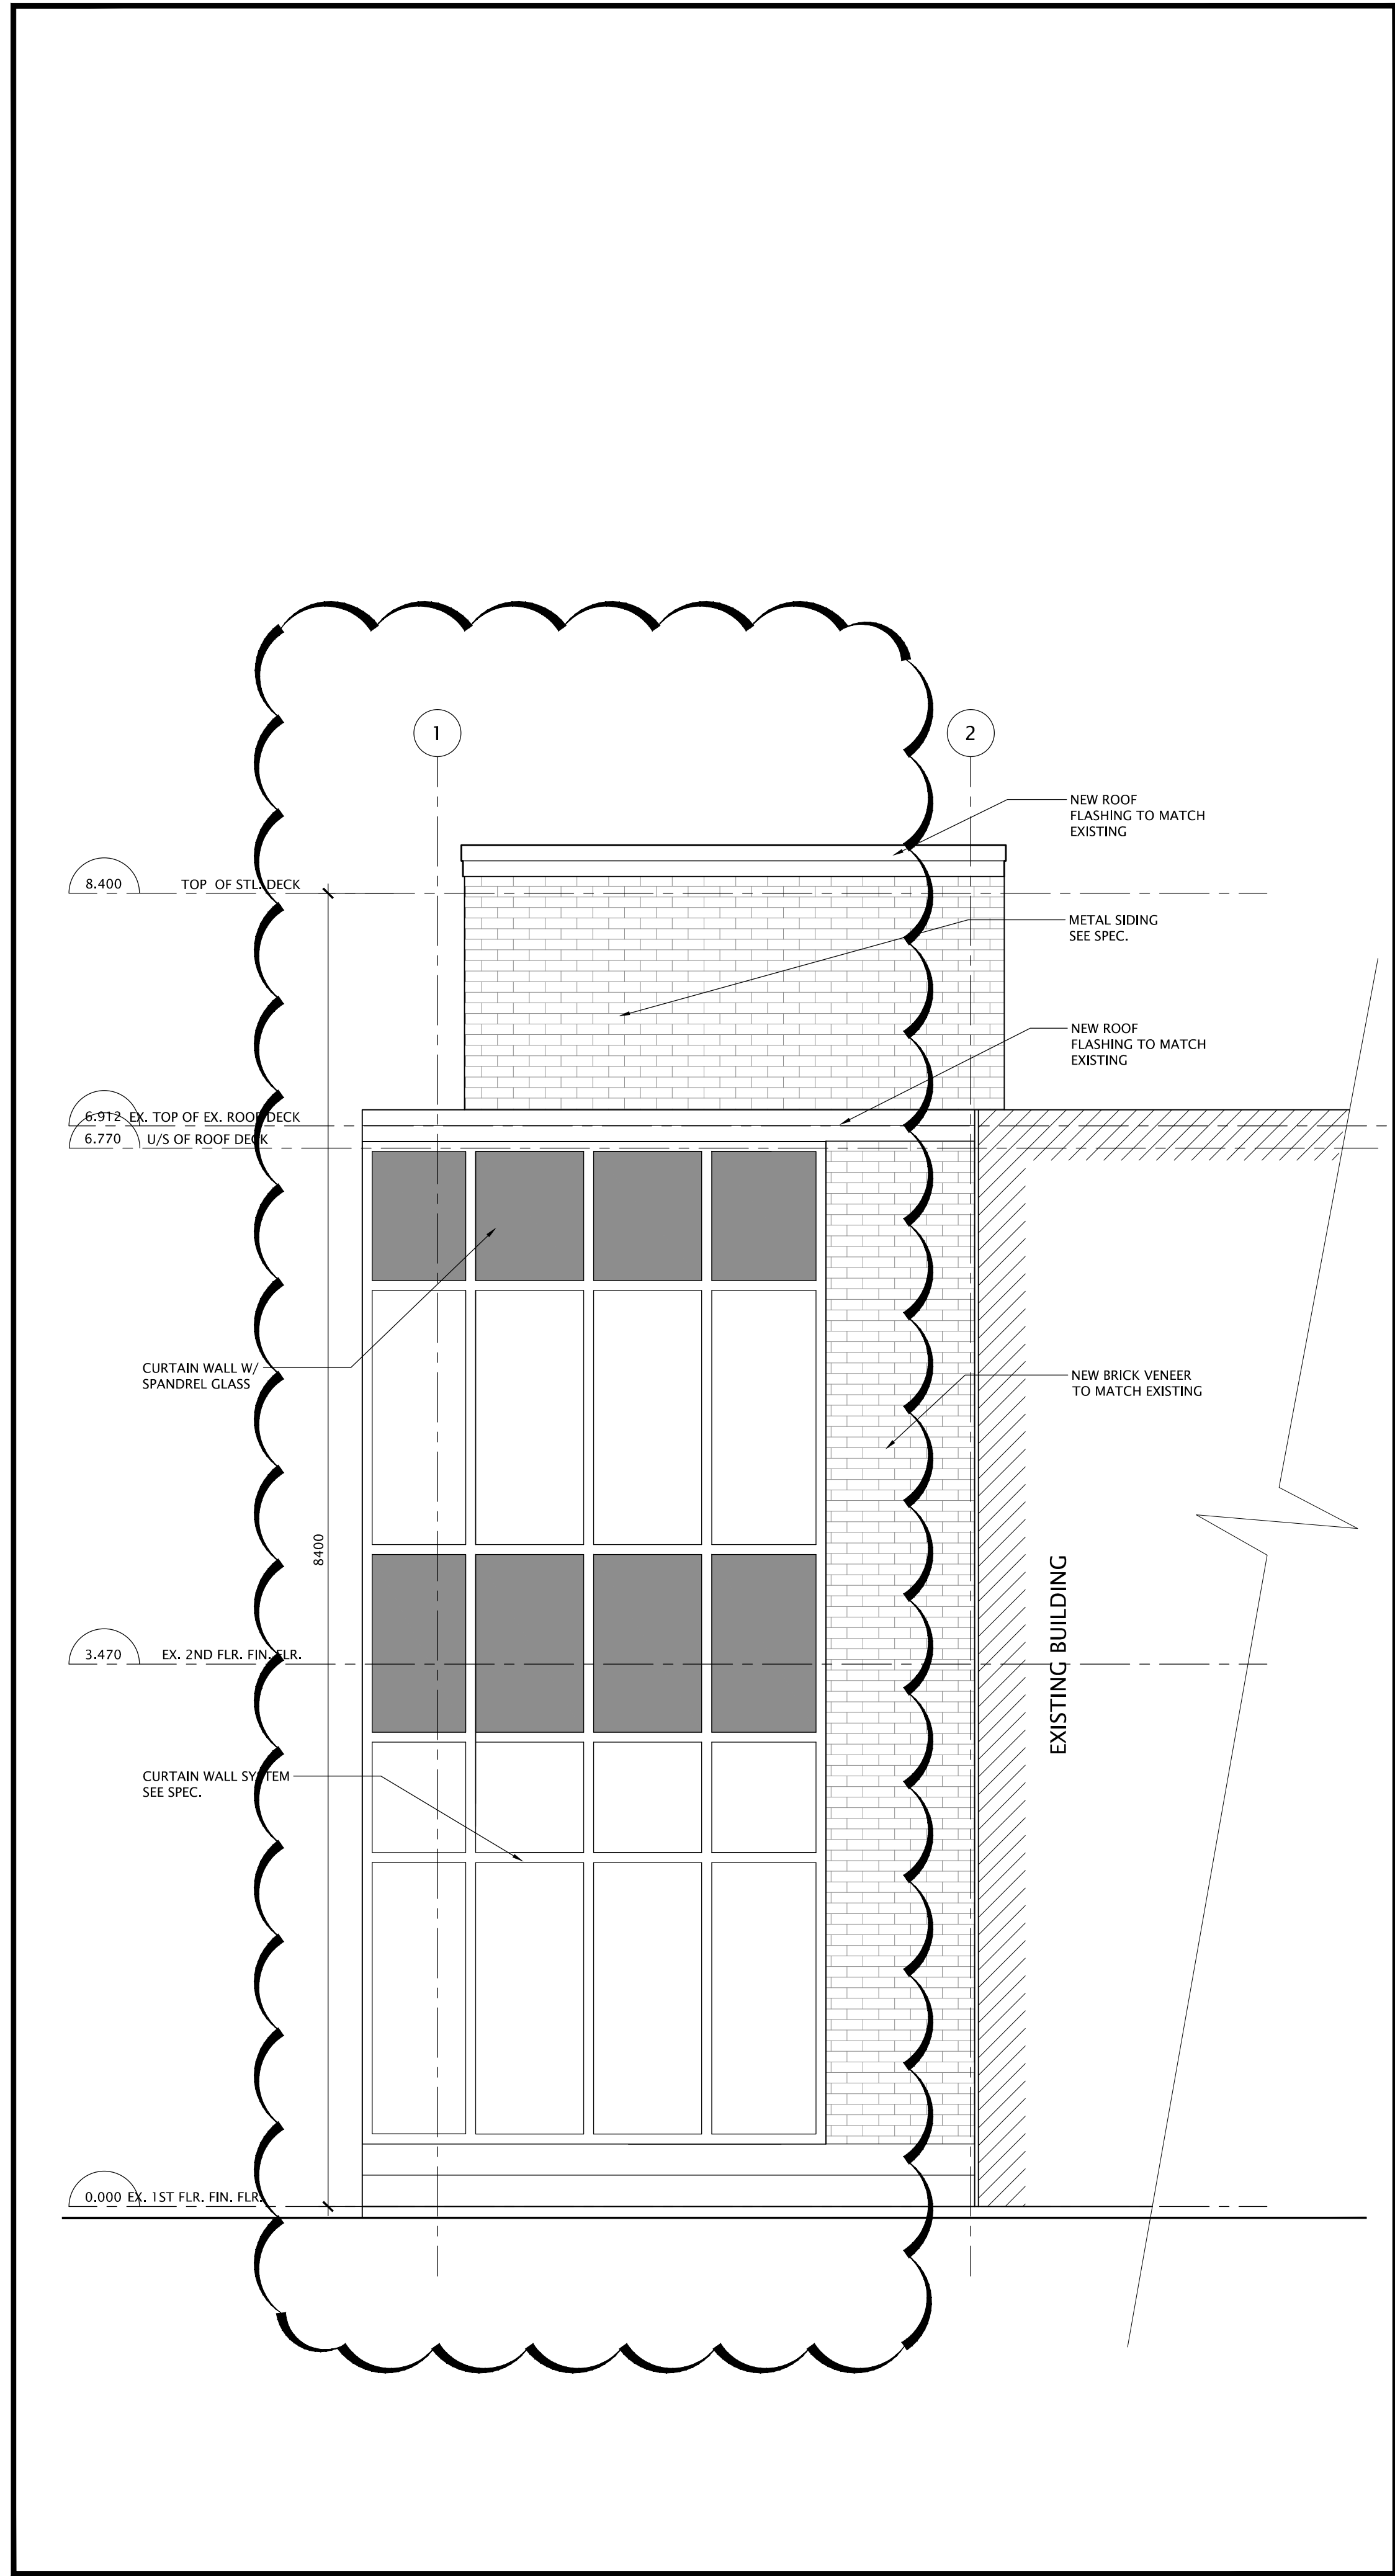 1
2
NEW ROOF
FLASHING TO MATCH
EXISTING
8.400 TOP OF STL. DECK
METAL SIDING
SEE SPEC.
NEW ROOF
FLASHING TO MATCH
EXISTING
6.912 EX. TOP OF EX. ROOF DECK
6.770 U/S OF ROOF DECK
CURTAIN WALL W/
SPANDREL GLASS
NEW BRICK VENEER
TO MATCH EXISTING
8400
EXISTING BUILDING
3.470 EX. 2ND FLR. FIN. FLR.
CURTAIN WALL SYSTEM
SEE SPEC.
0.000 EX. 1ST FLR. FIN. FLR.